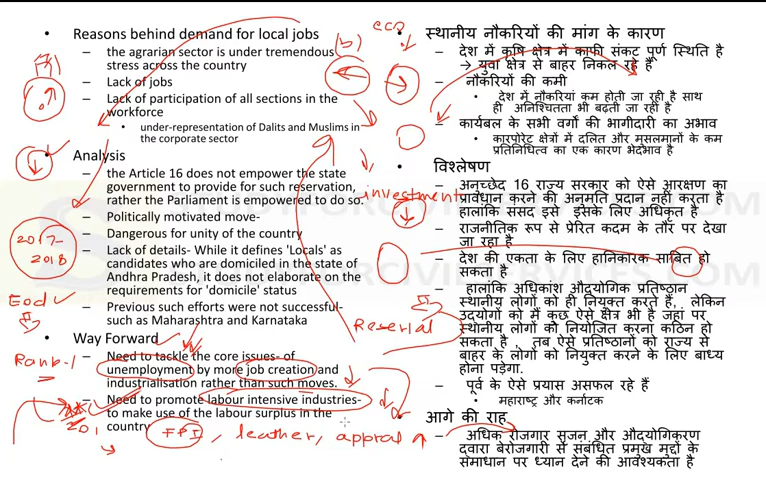 Reasons behind demand for local jobs
– the agrarian sector is under tremendous
stress across the country
– Lack of jobs
– Lack of participation of all sections in the
workforce
• under-representation of Dalits and Muslims in
the corporate sector
• Analysis
– the Article 16 does not empower the state
government to provide for such reservation,
rather the Parliament is empowered to do so.
– Politically motivated move-
– Dangerous for unity of the country
– Lack of details- While it defines 'Locals' as
candidates who are domiciled in the state of
Andhra Pradesh, it does not elaborate on the
requirements for 'domicile' status
– Previous such efforts were not successful-
such as Maharashtra and Karnataka
• Way Forward
– Need to tackle the core issues- of
unemployment by more job creation and
industrialisation rather than such moves.
– Need to promote labour intensive industries-
to make use of the labour surplus in the
country
2017-
2018
EOD
Rank-1
FPI, leather,
eco
(b)
investment
• स्थानीय नौकरियों की मांग के कारण
– देश में कृषि क्षेत्र में काफी संकट पूर्ण स्थिति है
→ युवा क्षेत्र से बाहर निकल रहे हैं
– नौकरियों की कमी
• देश में नौकरियां कम होती जा रही है साथ
ही अनिश्चितता भी बढ़ती जा रही है
– कार्यबल के सभी वर्गों की भागीदारी का अभाव
• कारपोरेट क्षेत्रों में दलित और मुसलमानों के कम
प्रतिनिधित्व का एक कारण भेदभाव है
• विश्लेषण
– अनुच्छेद 16 राज्य सरकार को ऐसे आरक्षण का
प्रावधान करने की अनुमति प्रदान नहीं करता है
हालांकि संसद इसे इसके लिए अधिकृत है
– राजनीतिक रूप से प्रेरित कदम के तौर पर देखा
जा रहा है
– देश की एकता के लिए हानिकारक साबित हो
सकता है
– हालांकि अधिकांश औद्योगिक प्रतिष्ठान
स्थानीय लोगों को ही नियुक्त करते हैं, लेकिन
उदयोगों में कुछ ऐसे क्षेत्र भी है जहां पर
स्थानीय लोगों को नियोजित करना कठिन हो
सकता है , तब ऐसे प्रतिष्ठानों को राज्य से
बाहर के लोगों को नियुक्त करने के लिए बाध्य
होना पड़ेगा.
– पूर्व के ऐसे प्रयास असफल रहे हैं
• महाराष्ट्र और कर्नाटक
• आगे की राह
– अधिक रोजगार सृजन और औदयोगिकरण
दवारा बेरोजगारी से संबंधित प्रमुख मुद्दों के
समाधान पर ध्यान देने की आवश्यकता है